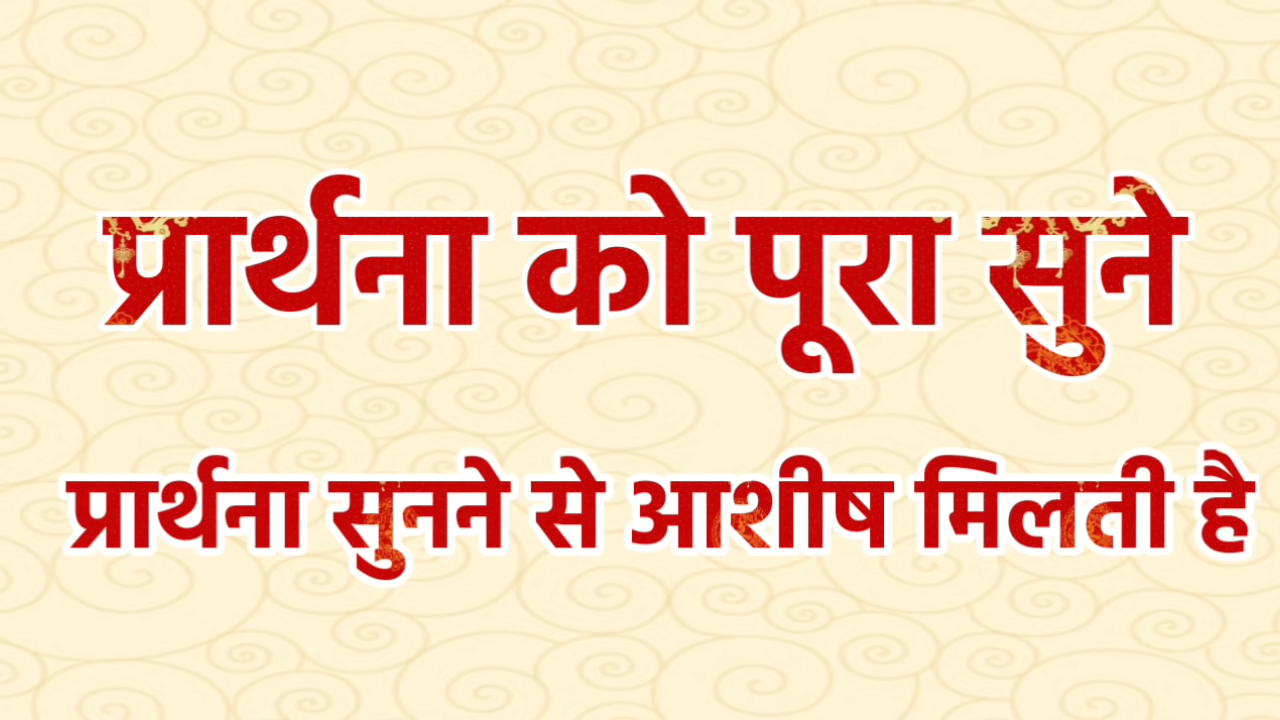 प्रार्थना को पूरा सुने
प्रार्थना सुनने से आशीष मिलती है